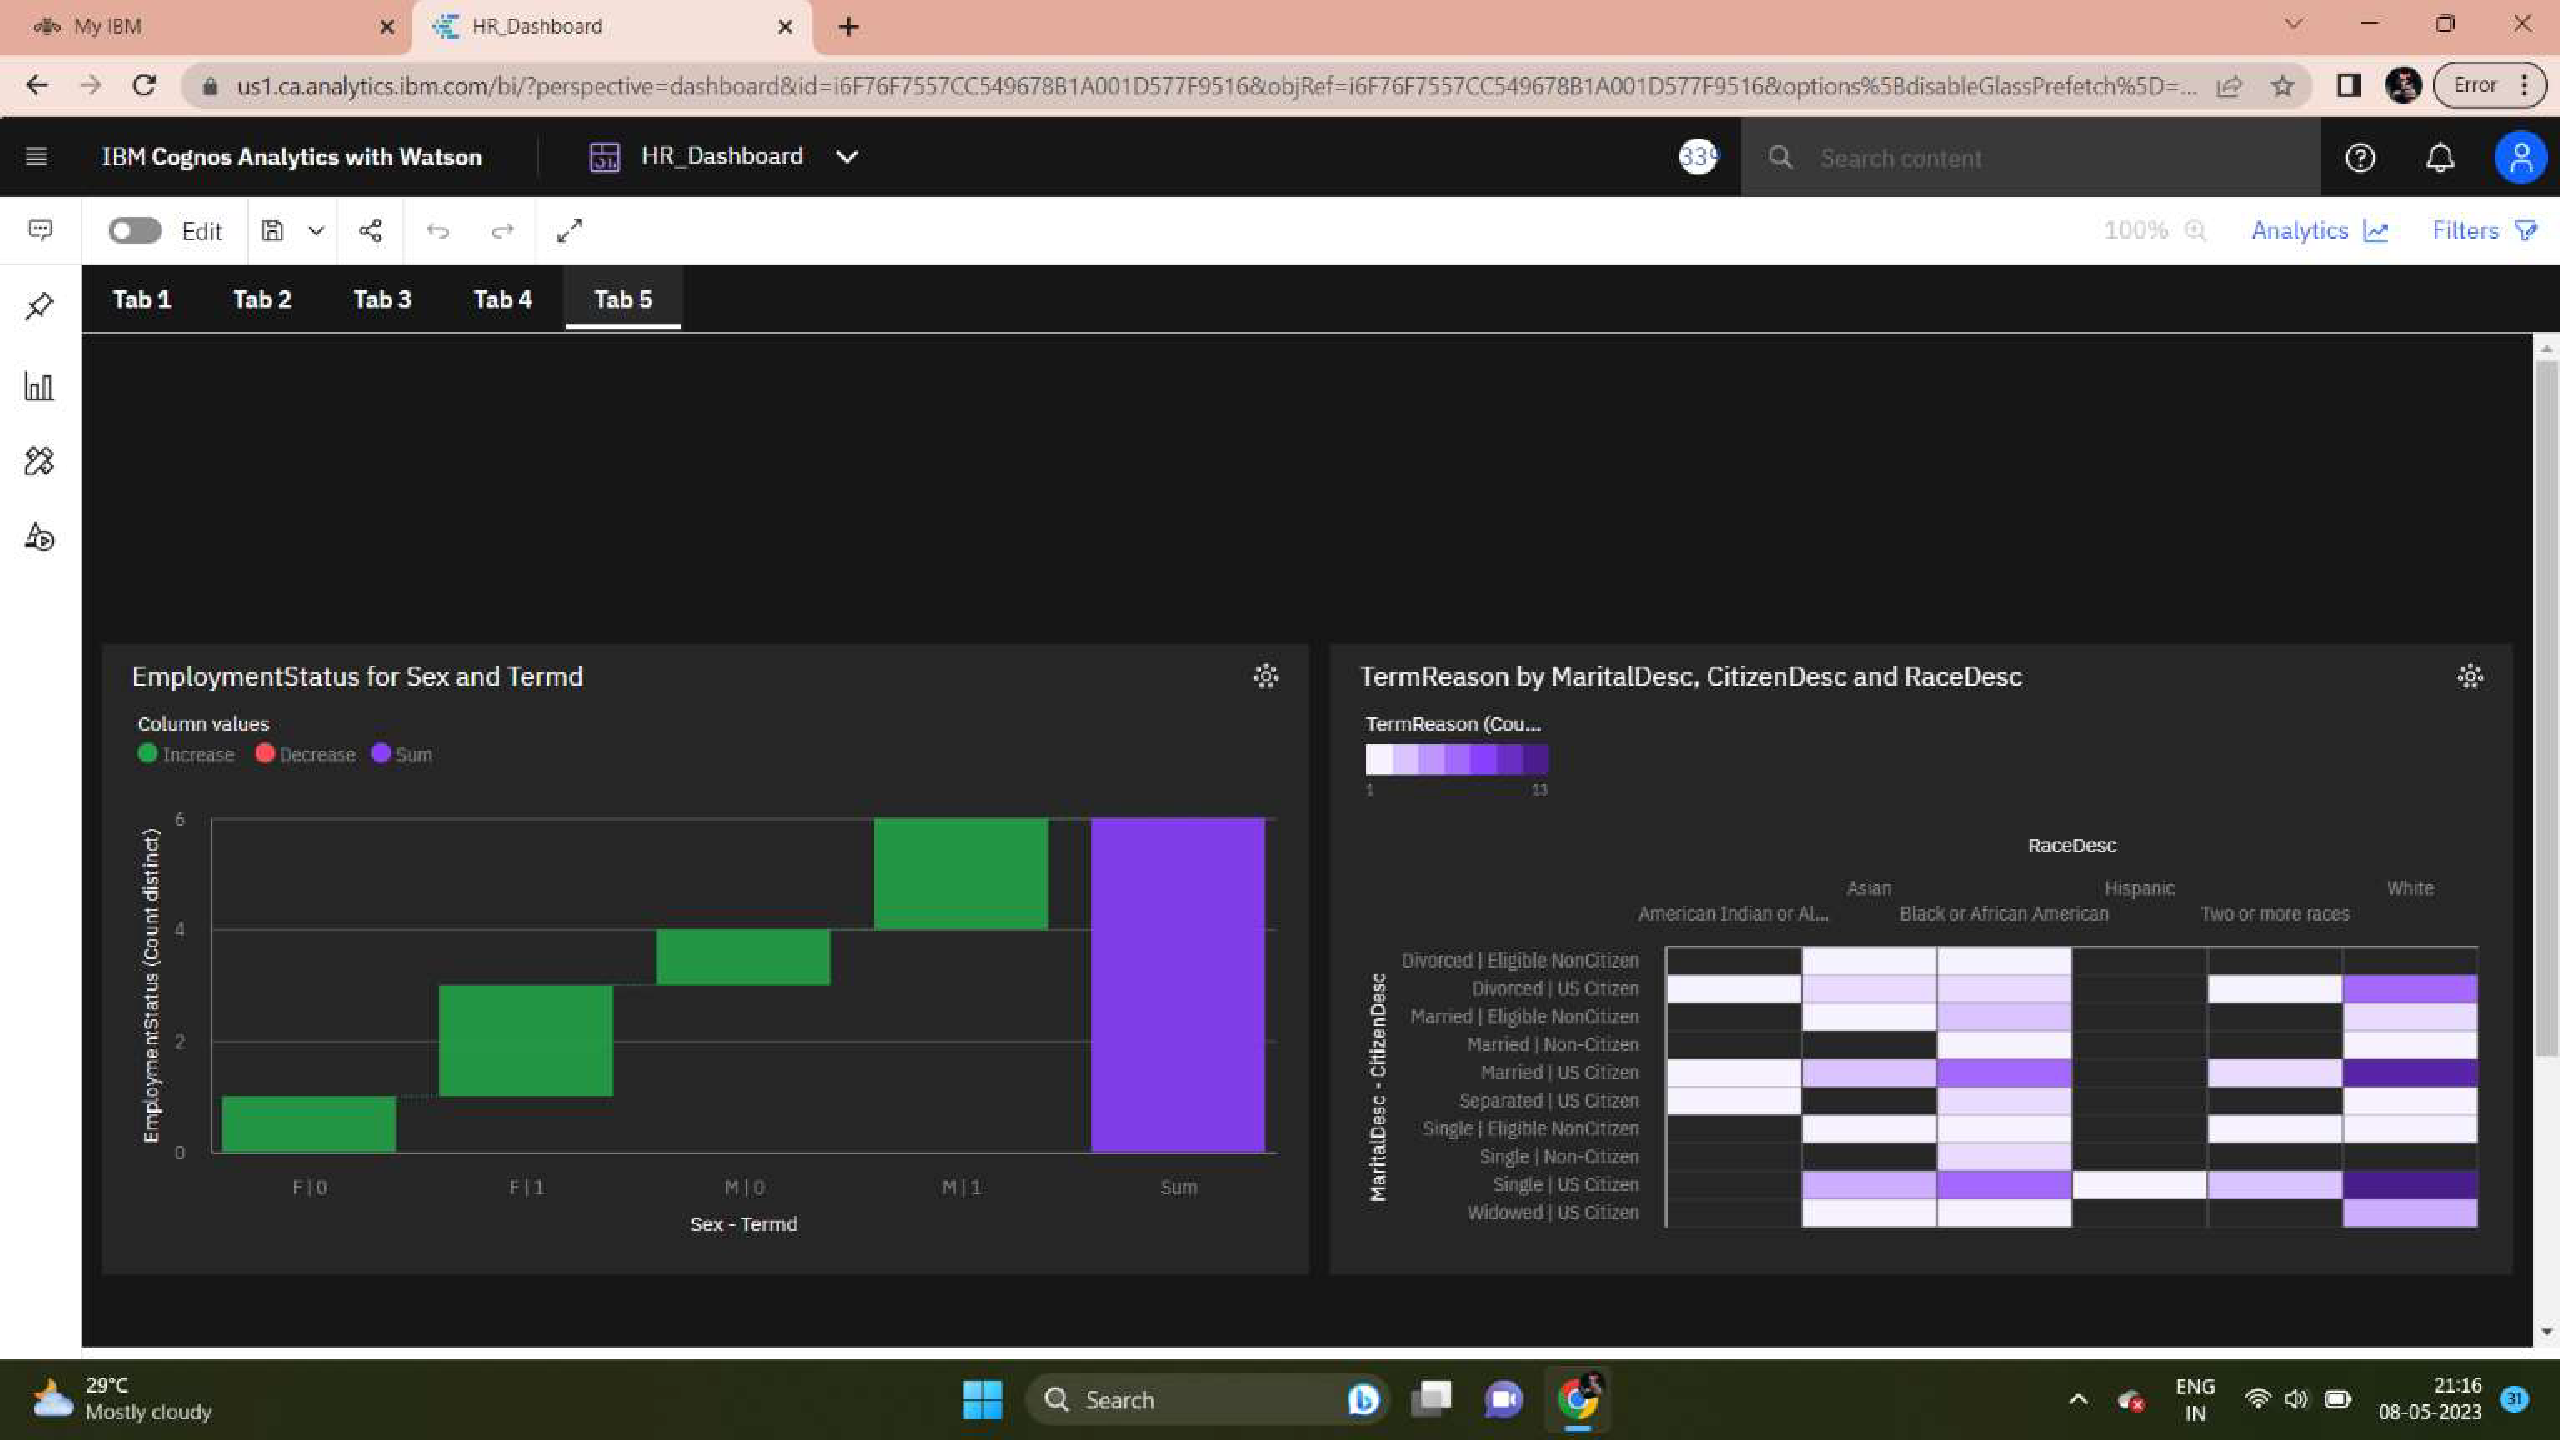 My IBM
HR_Dashboard
us1.ca.analytics.ibm.com/bi/?perspective=dashboard&id=i6F76F7557CC549678B1A001D577F9516&objRef=i6F76F7557CC549678B1A001D577F9516&options%5BdisableGlassPrefetch%5D=...
Error
IBM Cognos Analytics with Watson
HR_Dashboard
Search content
Edit
100%
Analytics
Filters
Tab 1
Tab 2
Tab 3
Tab 4
Tab 5
EmploymentStatus for Sex and Termd
Column values
Increase
Decrease
Sum
EmploymentStatus (Count distinct)
6
4
2
0
F | 0
F | 1
M | 0
M | 1
Sum
Sex - Termd
TermReason by MaritalDesc, CitizenDesc and RaceDesc
TermReason (Cou...
1
13
RaceDesc
Asian
Hispanic
White
American Indian or Al...
Black or African American
Two or more races
MaritalDesc - CitizenDesc
Divorced | Eligible NonCitizen
Divorced | US Citizen
Married | Eligible NonCitizen
Married | Non-Citizen
Married | US Citizen
Separated | US Citizen
Single | Eligible NonCitizen
Single | Non-Citizen
Single | US Citizen
Widowed | US Citizen
29°C
Mostly cloudy
Search
ENG
IN
21:16
08-05-2023
31